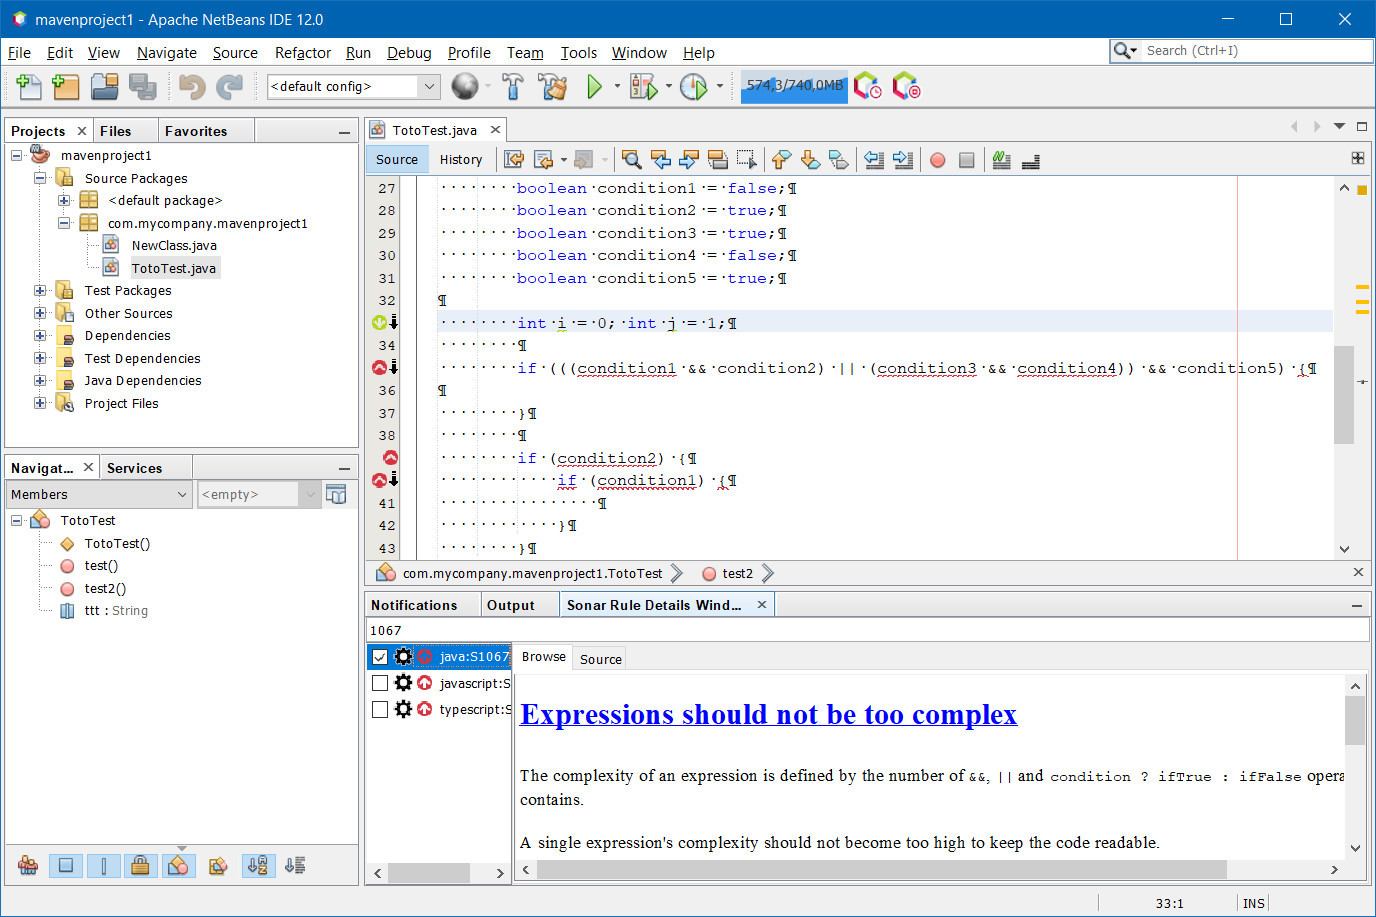 mavenproject1 - Apache NetBeans IDE 12.0
File Edit View Navigate Source Refactor Run Debug Profile Team Tools Window Help
Search (Ctrl+I)
<default config>
574,3/740,0MB
Projects Files Favorites
mavenproject1
Source Packages
<default package>
com.mycompany.mavenproject1
NewClass.java
TotoTest.java
Test Packages
Other Sources
Dependencies
Test Dependencies
Java Dependencies
Project Files
Navigat... Services
Members <empty>
TotoTest
TotoTest()
test()
test2()
ttt : String
TotoTest.java
Source History
27 ········boolean·condition1·=·false;¶
28 ········boolean·condition2·=·true;¶
29 ········boolean·condition3·=·true;¶
30 ········boolean·condition4·=·false;¶
31 ········boolean·condition5·=·true;¶
32 ¶
········int·i·=·0;·int·j·=·1;¶
34 ········¶
········if·(((condition1·&&·condition2)·||·(condition3·&&·condition4))·&&·condition5)·{¶
36 ¶
37 ········}¶
38 ········¶
········if·(condition2)·{¶
············if·(condition1)·{¶
41 ················¶
42 ············}¶
43 ········}¶
com.mycompany.mavenproject1.TotoTest test2
Notifications Output Sonar Rule Details Wind...
1067
java:S1067
javascript:S
typescript:S
Browse Source
Expressions should not be too complex
The complexity of an expression is defined by the number of &&, || and condition ? ifTrue : ifFalse opera
contains.
A single expression's complexity should not become too high to keep the code readable.
33:1 INS